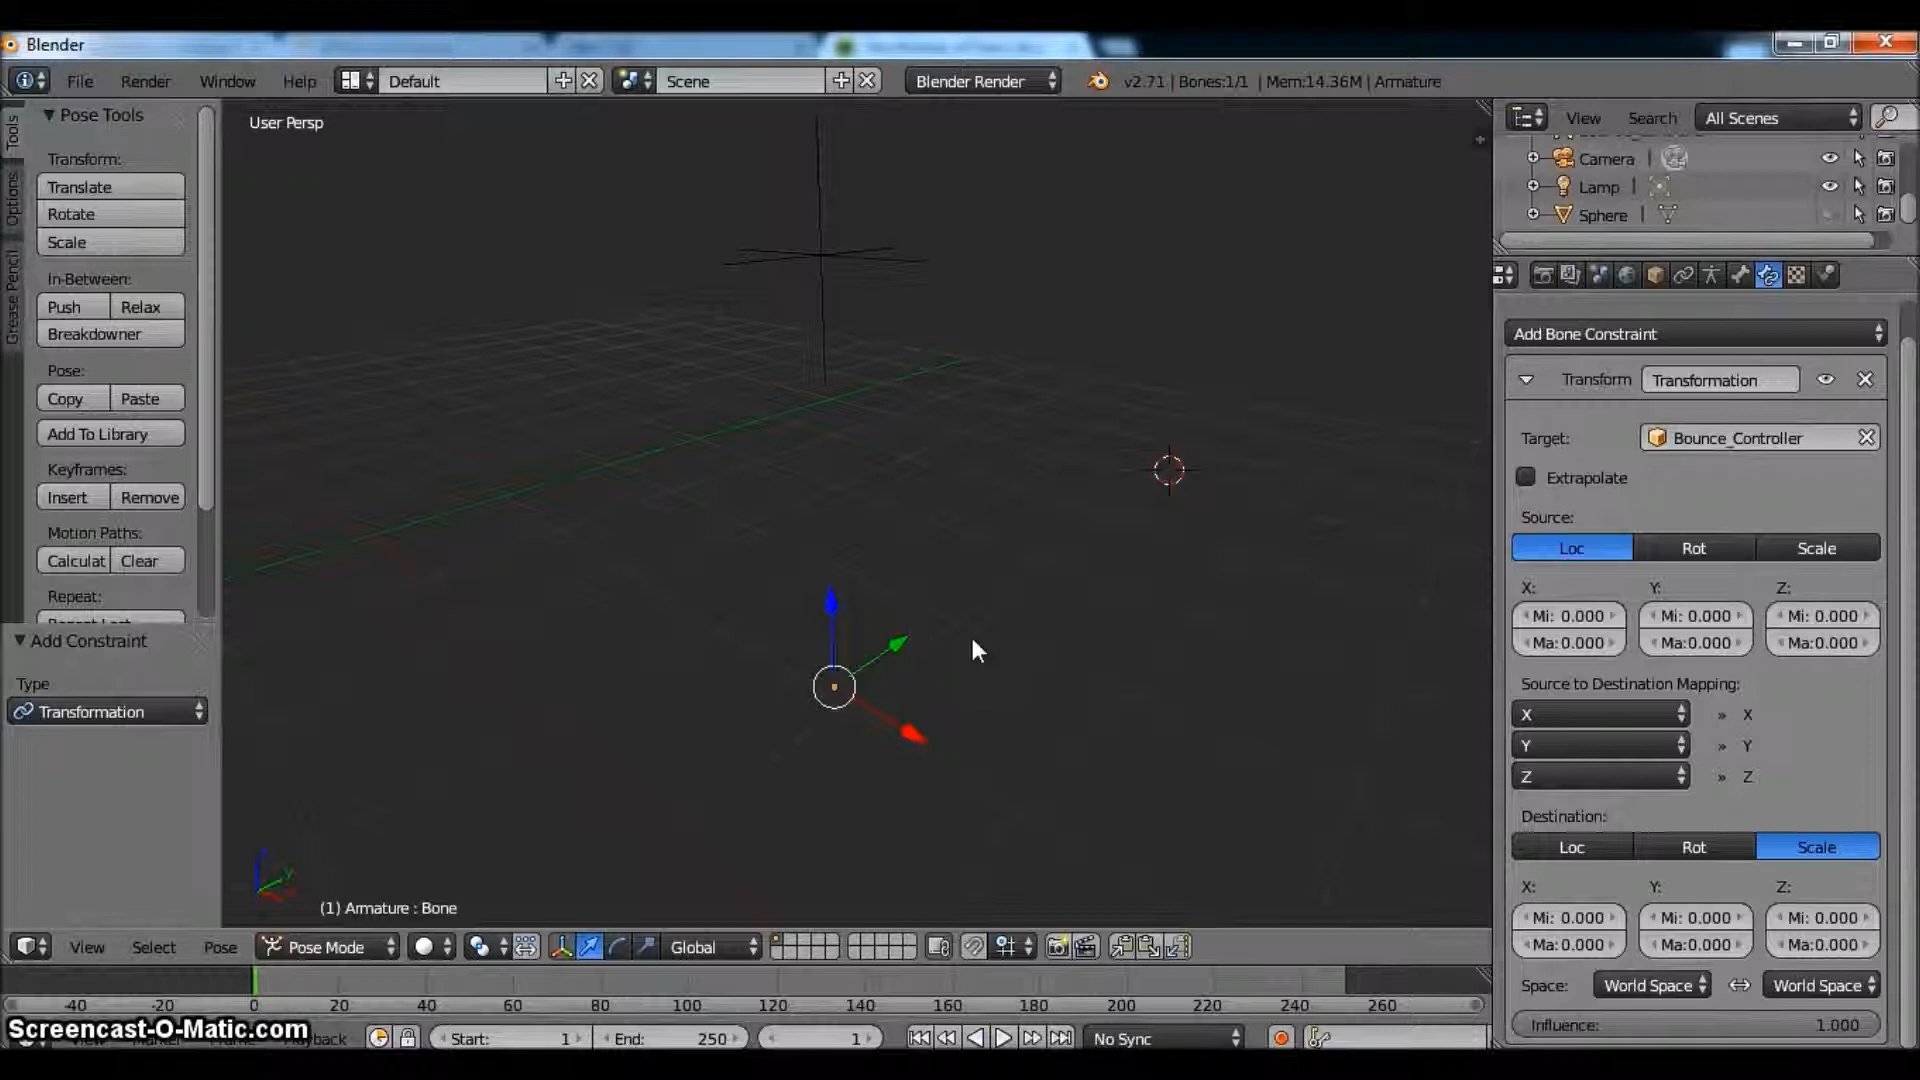 Blender
File Render Window Help Default Scene Blender Render v2.71 | Bones:1/1 | Mem:14.36M | Armature
Tools
Options
Grease Pencil
Pose Tools
Transform:
Translate
Rotate
Scale
In-Between:
Push Relax
Breakdowner
Pose:
Copy Paste
Add To Library
Keyframes:
Insert Remove
Motion Paths:
Calculat Clear
Repeat:
Add Constraint
Type
Transformation
User Persp
(1) Armature : Bone
View Search All Scenes
Camera
Lamp
Sphere
Add Bone Constraint
Transform Transformation
Target: Bounce_Controller
Extrapolate
Source:
Loc Rot Scale
X: Y: Z:
Mi: 0.000 Mi: 0.000 Mi: 0.000
Ma:0.000 Ma:0.000 Ma:0.000
Source to Destination Mapping:
X » X
Y » Y
Z » Z
Destination:
Loc Rot Scale
X: Y: Z:
Mi: 0.000 Mi: 0.000 Mi: 0.000
Ma:0.000 Ma:0.000 Ma:0.000
Space: World Space World Space
Influence: 1.000
View Select Pose Pose Mode Global
-40 -20 0 20 40 60 80 100 120 140 160 180 200 220 240 260
Screencast-O-Matic.com
Playback Start: 1 End: 250 1 No Sync